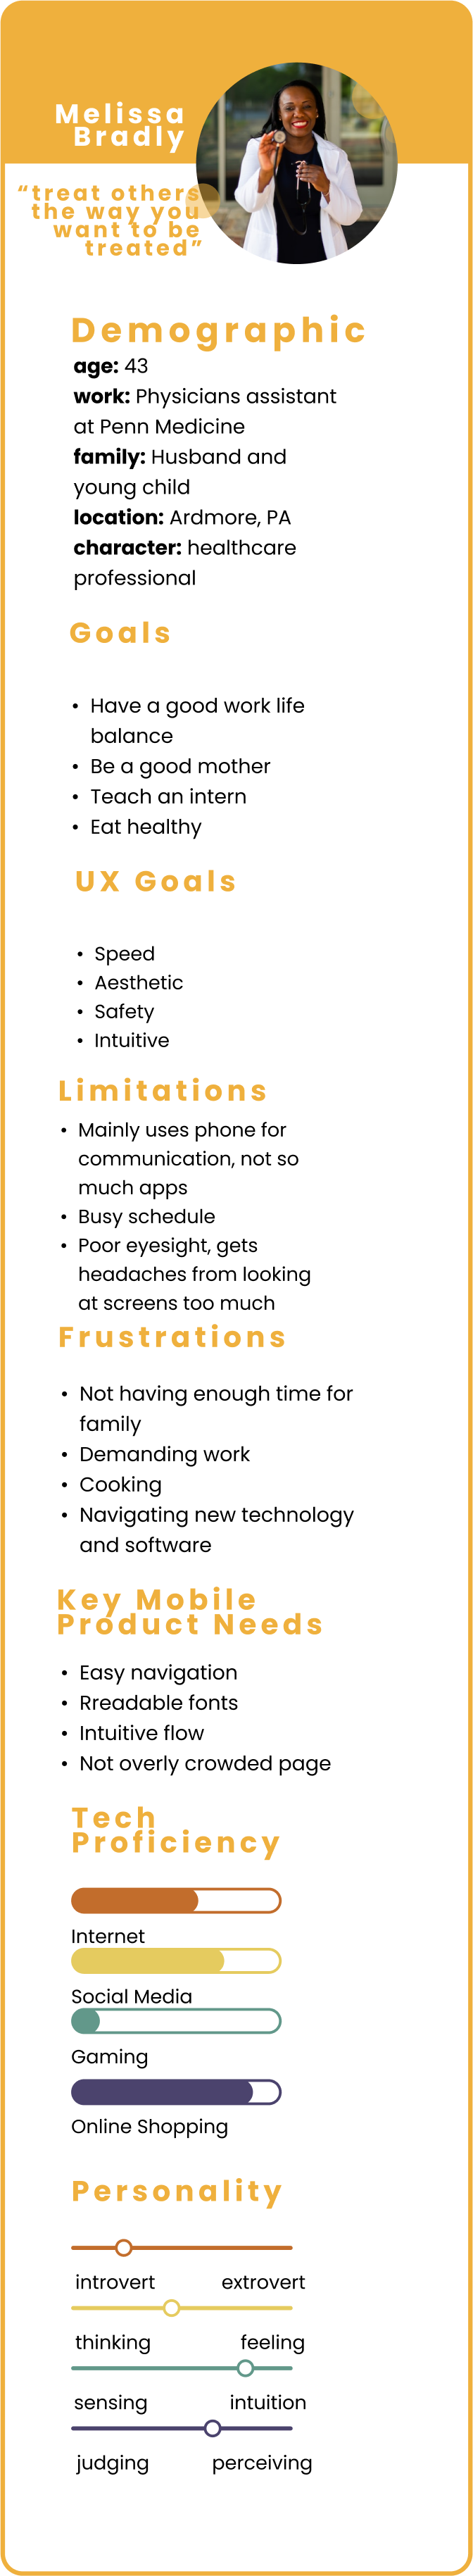 Melissa
Bradly
“treat others
the way you
want to be
treated”
Demographic
age: 43
work: Physicians assistant
at Penn Medicine
family: Husband and
young child
location: Ardmore, PA
character: healthcare
professional
Goals
• Have a good work life
balance
• Be a good mother
• Teach an intern
• Eat healthy
UX Goals
• Speed
• Aesthetic
• Safety
• Intuitive
Limitations
• Mainly uses phone for
communication, not so
much apps
• Busy schedule
• Poor eyesight, gets
headaches from looking
at screens too much
Frustrations
• Not having enough time for
family
• Demanding work
• Cooking
• Navigating new technology
and software
Key Mobile
Product Needs
• Easy navigation
• Rreadable fonts
• Intuitive flow
• Not overly crowded page
Tech
Proficiency
Internet
Social Media
Gaming
Online Shopping
Personality
introvert extrovert
thinking feeling
sensing intuition
judging perceiving